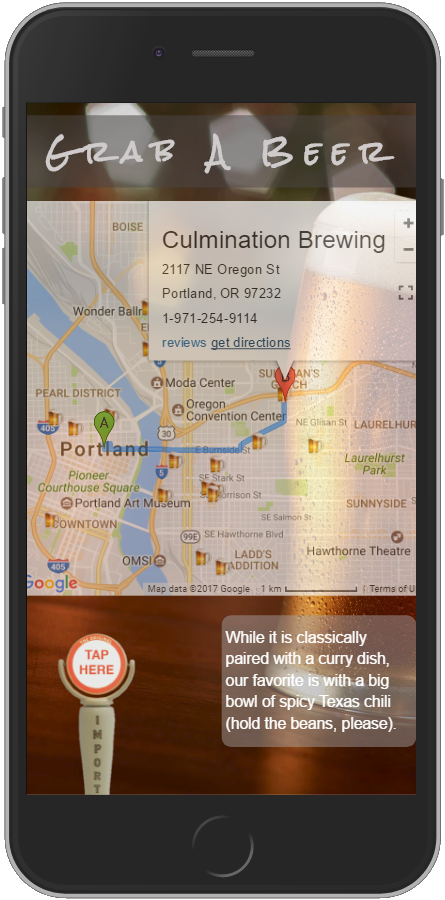 Grab A Beer
BOISE
Culmination Brewing
2117 NE Oregon St
Portland, OR 97232
1-971-254-9114
reviews get directions
+
−
Wonder Ballr
Moda Center
Oregon
Convention Center
PEARL DISTRICT
405
30
A
Portland
E Burnside St
NE Glisan St
LAURELHUR
Laurelhurst
Park
Pioneer
Courthouse Square
SE Stark St
Morrison St
Portland Art Museum
SE Salmon St
SUNNYSIDE
DOWNTOWN
5
99E
SE Hawthorne Blvd
Hawthorne Theatre
OMSI
LADD'S
ADDITION
405
Google
Map data ©2017 Google
1 km
Terms of U
TAP
HERE
IMPORT
While it is classically
paired with a curry dish,
our favorite is with a big
bowl of spicy Texas chili
(hold the beans, please).